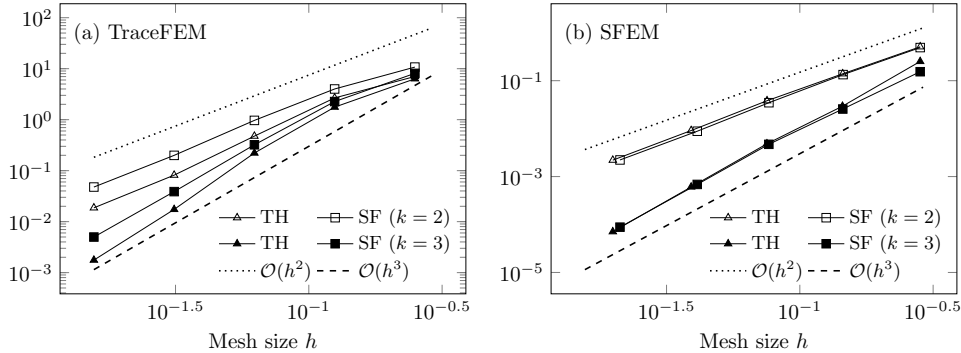 (a) TraceFEM
10^2
10^1
10^0
10^{-1}
10^{-2}
10^{-3}
TH SF (k = 2)
TH SF (k = 3)
O(h^2) O(h^3)
10^{-1.5} 10^{-1} 10^{-0.5}
Mesh size h
(b) SFEM
10^{-1}
10^{-3}
10^{-5}
TH SF (k = 2)
TH SF (k = 3)
O(h^2) O(h^3)
10^{-1.5} 10^{-1} 10^{-0.5}
Mesh size h